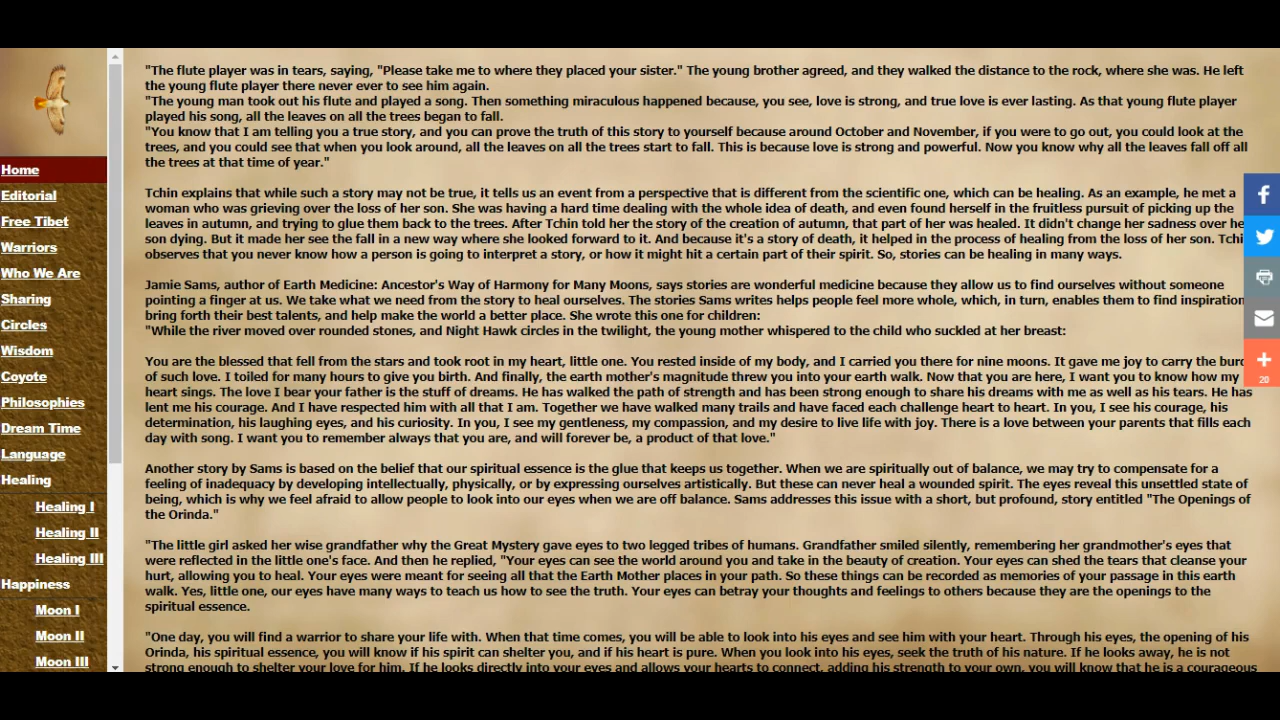 "The flute player was in tears, saying, "Please take me to where they placed your sister." The young brother agreed, and they walked the distance to the rock, where she was. He left
the young flute player there never ever to see him again.
"The young man took out his flute and played a song. Then something miraculous happened because, you see, love is strong, and true love is ever lasting. As that young flute player
played his song, all the leaves on all the trees began to fall.
"You know that I am telling you a true story, and you can prove the truth of this story to yourself because around October and November, if you were to go out, you could look at the
trees, and you could see that when you look around, all the leaves on all the trees start to fall. This is because love is strong and powerful. Now you know why all the leaves fall off all
the trees at that time of year."
Tchin explains that while such a story may not be true, it tells us an event from a perspective that is different from the scientific one, which can be healing. As an example, he met a
woman who was grieving over the loss of her son. She was having a hard time dealing with the whole idea of death, and even found herself in the fruitless pursuit of picking up the
leaves in autumn, and trying to glue them back to the trees. After Tchin told her the story of the creation of autumn, that part of her was healed. It didn't change her sadness over he
son dying. But it made her see the fall in a new way where she looked forward to it. And because it's a story of death, it helped in the process of healing from the loss of her son. Tchi
observes that you never know how a person is going to interpret a story, or how it might hit a certain part of their spirit. So, stories can be healing in many ways.
Jamie Sams, author of Earth Medicine: Ancestor's Way of Harmony for Many Moons, says stories are wonderful medicine because they allow us to find ourselves without someone
pointing a finger at us. We take what we need from the story to heal ourselves. The stories Sams writes helps people feel more whole, which, in turn, enables them to find inspiration
bring forth their best talents, and help make the world a better place. She wrote this one for children:
"While the river moved over rounded stones, and Night Hawk circles in the twilight, the young mother whispered to the child who suckled at her breast:
You are the blessed that fell from the stars and took root in my heart, little one. You rested inside of my body, and I carried you there for nine moons. It gave me joy to carry the burd
of such love. I toiled for many hours to give you birth. And finally, the earth mother's magnitude threw you into your earth walk. Now that you are here, I want you to know how my
heart sings. The love I bear your father is the stuff of dreams. He has walked the path of strength and has been strong enough to share his dreams with me as well as his tears. He has
lent me his courage. And I have respected him with all that I am. Together we have walked many trails and have faced each challenge heart to heart. In you, I see his courage, his
determination, his laughing eyes, and his curiosity. In you, I see my gentleness, my compassion, and my desire to live life with joy. There is a love between your parents that fills each
day with song. I want you to remember always that you are, and will forever be, a product of that love."
Another story by Sams is based on the belief that our spiritual essence is the glue that keeps us together. When we are spiritually out of balance, we may try to compensate for a
feeling of inadequacy by developing intellectually, physically, or by expressing ourselves artistically. But these can never heal a wounded spirit. The eyes reveal this unsettled state of
being, which is why we feel afraid to allow people to look into our eyes when we are off balance. Sams addresses this issue with a short, but profound, story entitled "The Openings of
the Orinda."
"The little girl asked her wise grandfather why the Great Mystery gave eyes to two legged tribes of humans. Grandfather smiled silently, remembering her grandmother's eyes that
were reflected in the little one's face. And then he replied, "Your eyes can see the world around you and take in the beauty of creation. Your eyes can shed the tears that cleanse your
hurt, allowing you to heal. Your eyes were meant for seeing all that the Earth Mother places in your path. So these things can be recorded as memories of your passage in this earth
walk. Yes, little one, our eyes have many ways to teach us how to see the truth. Your eyes can betray your thoughts and feelings to others because they are the openings to the
spiritual essence.
"One day, you will find a warrior to share your life with. When that time comes, you will be able to look into his eyes and see him with your heart. Through his eyes, the opening of his
Orinda, his spiritual essence, you will know if his spirit can shelter you, and if his heart is pure. When you look into his eyes, seek the truth of his nature. If he looks away, he is not
strong enough to shelter your love for him. If he looks directly into your eyes and allows your hearts to connect, adding his strength to your own, you will know that he is a courageous
Home
Editorial
Free Tibet
Warriors
Who We Are
Sharing
Circles
Wisdom
Coyote
Philosophies
Dream Time
Language
Healing
Healing I
Healing II
Healing III
Happiness
Moon I
Moon II
Moon III
20